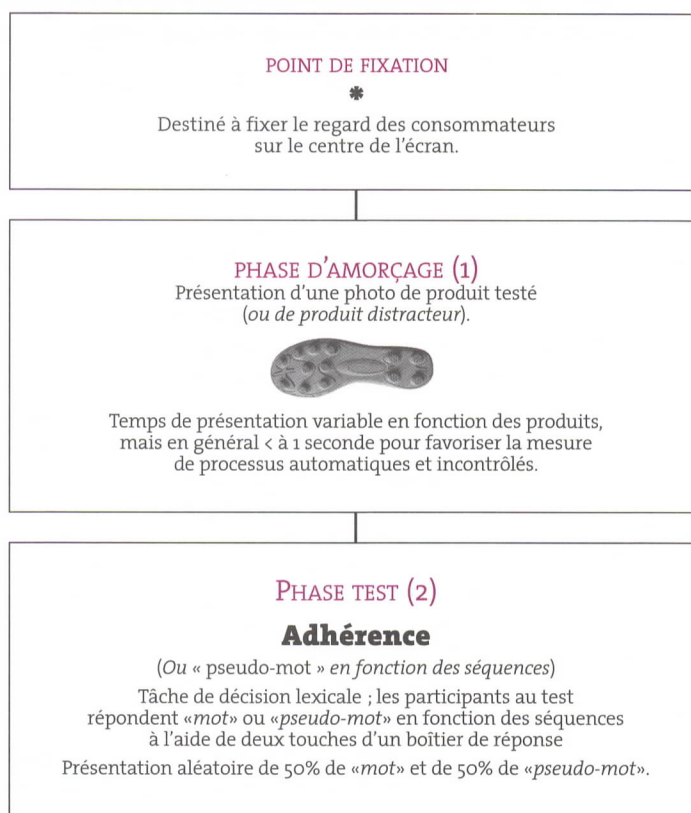 POINT DE FIXATION
*
Destiné à fixer le regard des consommateurs
sur le centre de l'écran.
PHASE D'AMORÇAGE (1)
Présentation d'une photo de produit testé
(ou de produit distracteur).
Temps de présentation variable en fonction des produits,
mais en général < à 1 seconde pour favoriser la mesure
de processus automatiques et incontrôlés.
PHASE TEST (2)
Adhérence
(Ou « pseudo-mot » en fonction des séquences)
Tâche de décision lexicale ; les participants au test
répondent «mot» ou «pseudo-mot» en fonction des séquences
à l'aide de deux touches d'un boîtier de réponse
Présentation aléatoire de 50% de «mot» et de 50% de «pseudo-mot».